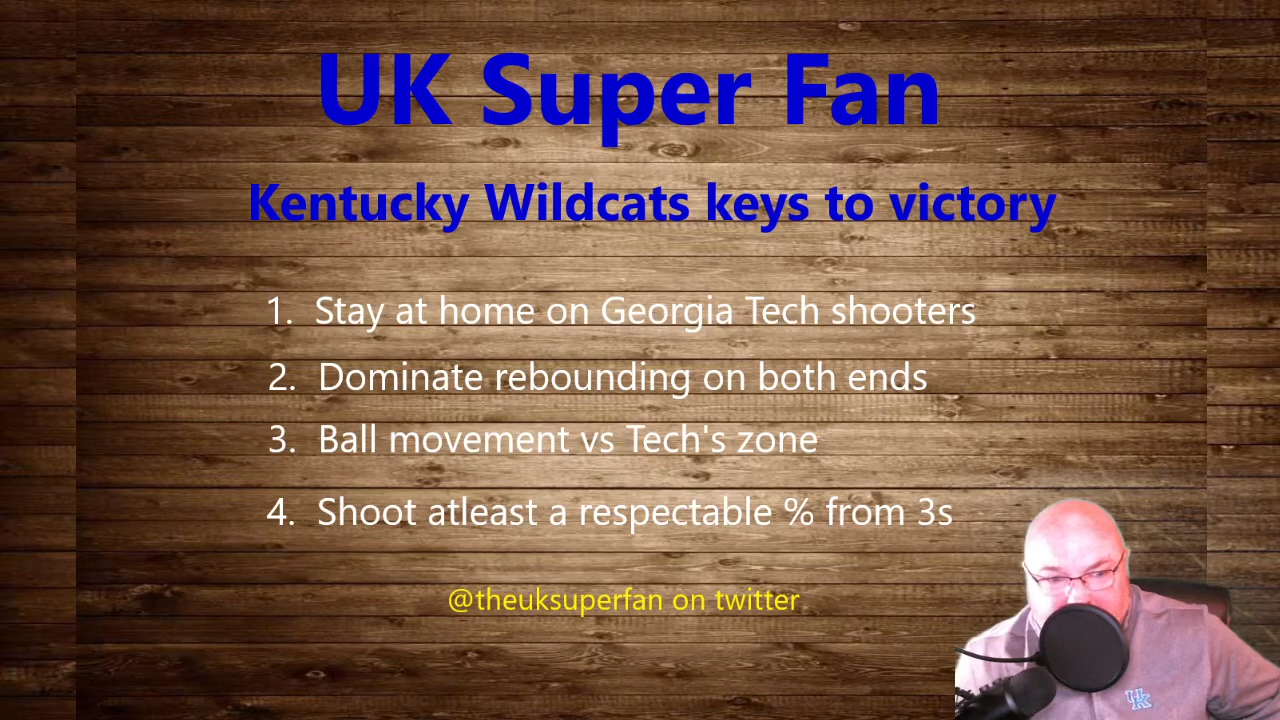 UK Super Fan
Kentucky Wildcats keys to victory
1. Stay at home on Georgia Tech shooters
2. Dominate rebounding on both ends
3. Ball movement vs Tech's zone
4. Shoot atleast a respectable % from 3s
@theuksuperfan on twitter
UK